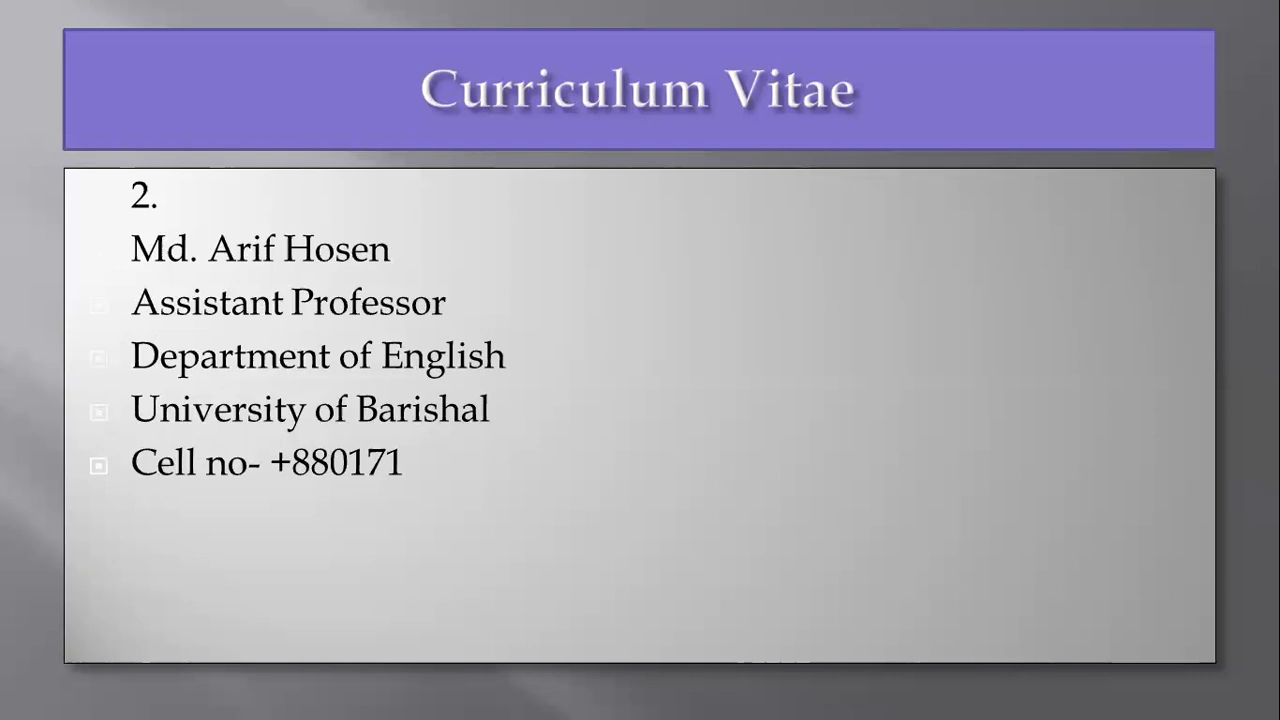 Curriculum Vitae
2.
Md. Arif Hosen
Assistant Professor
Department of English
University of Barishal
Cell no- +880171